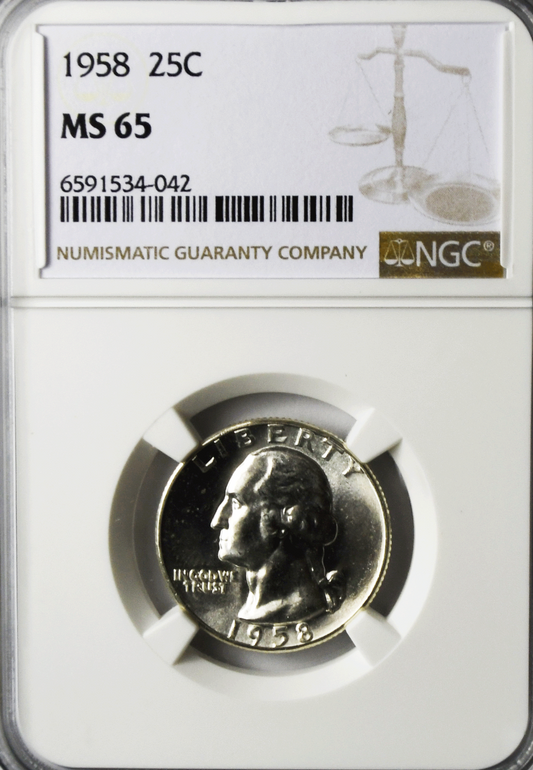 1958 25C
MS 65
6591534-042
NUMISMATIC GUARANTY COMPANY NGC®
LIBERTY
IN GOD WE
TRUST
1958